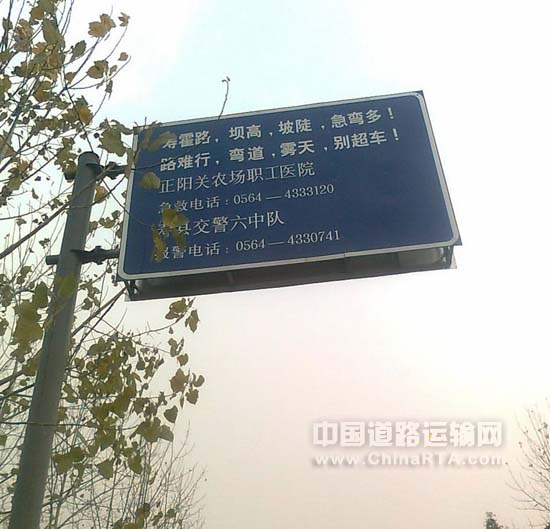 寿霍路，坝高，坡陡，急弯多！
路难行，弯道，雾天，别超车！
正阳关农场职工医院
急救电话：0564—4333120
寿县交警六中队
报警电话：0564—4330741
中国道路运输网
www.ChinaRTA.com